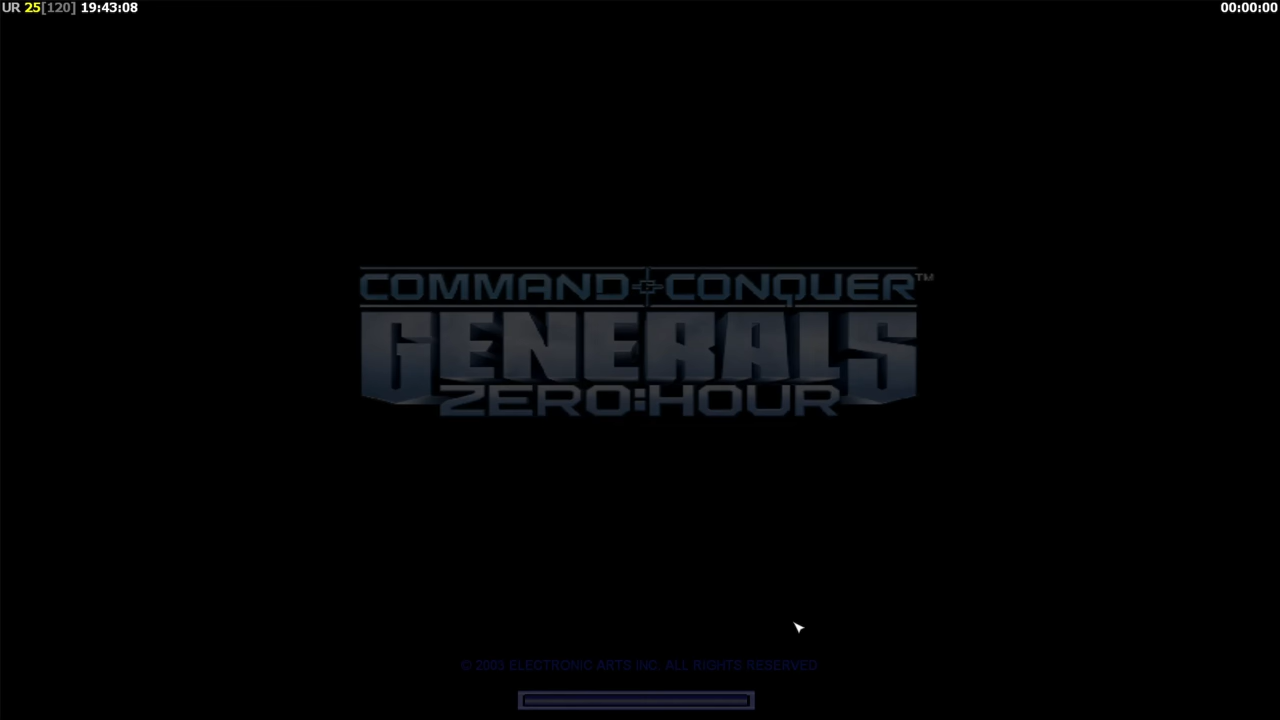 UR 25[120] 19:43:08 00:00:00
COMMAND & CONQUER™
GENERALS
ZERO:HOUR
© 2003 ELECTRONIC ARTS INC. ALL RIGHTS RESERVED